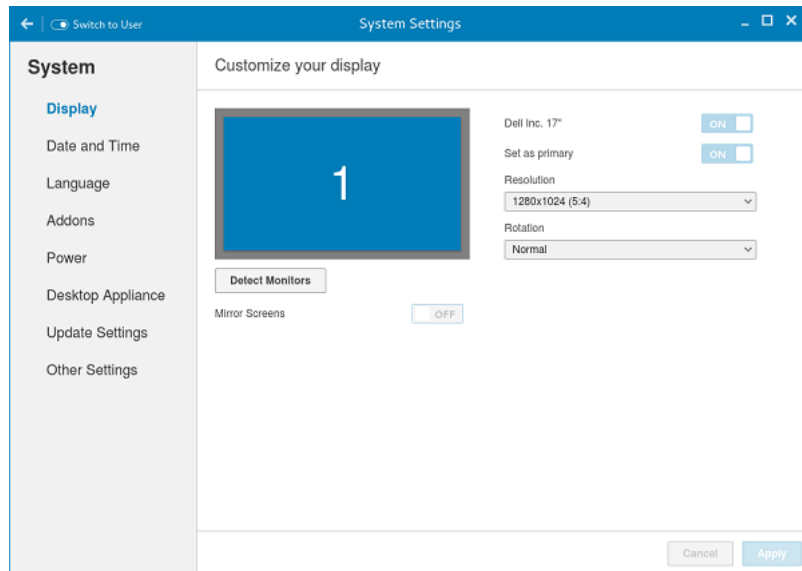 Switch to User
System Settings
System
Display
Date and Time
Language
Addons
Power
Desktop Appliance
Update Settings
Other Settings
Customize your display
1
Detect Monitors
Mirror Screens
OFF
Dell Inc. 17"
ON
Set as primary
ON
Resolution
1280x1024 (5:4)
Rotation
Normal
Cancel
Apply